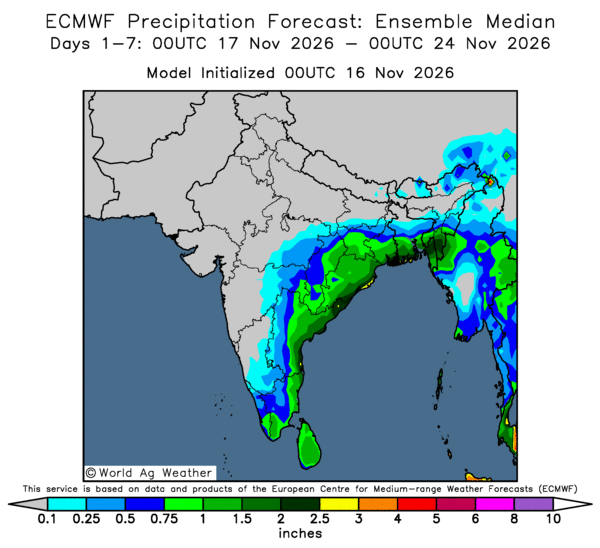 ECMWF Precipitation Forecast: Ensemble Median
Days 1–7: 00UTC 17 Nov 2026 – 00UTC 24 Nov 2026
Model Initialized 00UTC 16 Nov 2026
© World Ag Weather
This service is based on data and products of the European Centre for Medium-range Weather Forecasts (ECMWF)
0.1 0.25 0.5 0.75 1 1.5 2 2.5 3 4 5 6 8 10
inches